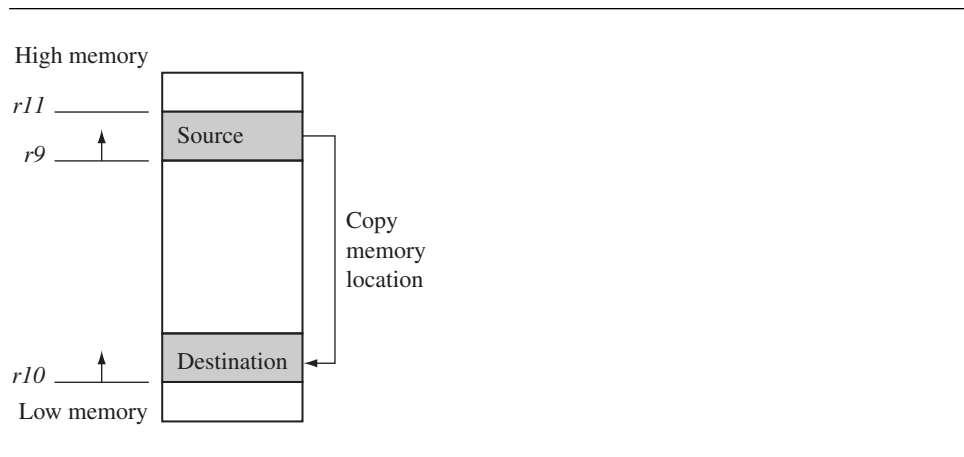 High memory
r11
Source
r9
Copy
memory
location
Destination
r10
Low memory